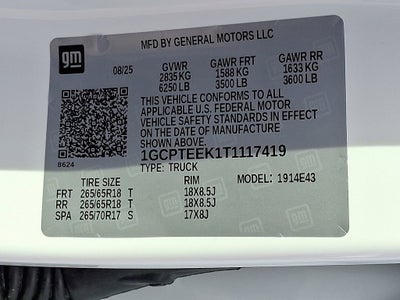 gm
MFD BY GENERAL MOTORS LLC
08/25 GVWR GAWR FRT GAWR RR
2835 KG 1588 KG 1633 KG
6250 LB 3500 LB 3600 LB
THIS VEHICLE CONFORMS TO ALL
APPLICABLE U.S. FEDERAL MOTOR
VEHICLE SAFETY STANDARDS IN EFFECT
ON THE DATE OF MANUFACTURE
SHOWN ABOVE.
8624
1GCPTEEK1T1117419
TYPE: TRUCK
TIRE SIZE RIM MODEL: 1914E43
FRT 265/65R18 T 18X8.5J
RR 265/65R18 T 18X8.5J
SPA 265/70R17 S 17X8J